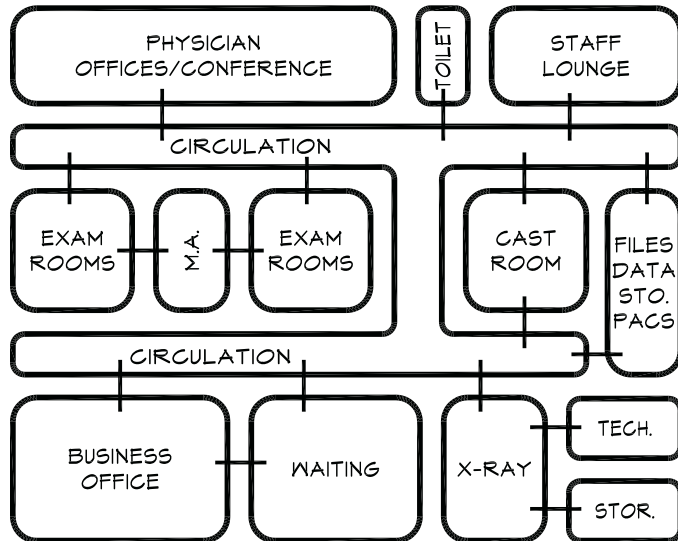 PHYSICIAN
OFFICES/CONFERENCE
TOILET
STAFF
LOUNGE
CIRCULATION
EXAM
ROOMS
M.A.
EXAM
ROOMS
CAST
ROOM
FILES
DATA
STO.
PACS
CIRCULATION
BUSINESS
OFFICE
WAITING
X-RAY
TECH.
STOR.